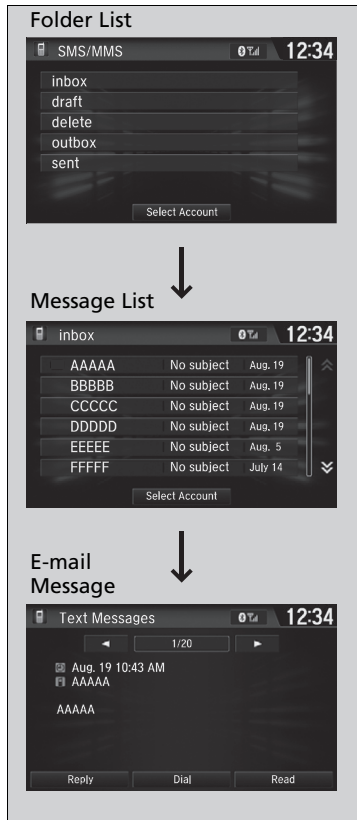 Folder List
SMS/MMS 12:34
inbox
draft
delete
outbox
sent
Select Account
Message List
inbox 12:34
AAAAA No subject Aug. 19
BBBBB No subject Aug. 19
CCCCC No subject Aug. 19
DDDDD No subject Aug. 19
EEEEE No subject Aug. 5
FFFFF No subject July 14
Select Account
E-mail
Message
Text Messages 12:34
1/20
Aug. 19 10:43 AM
AAAAA
AAAAA
Reply Dial Read